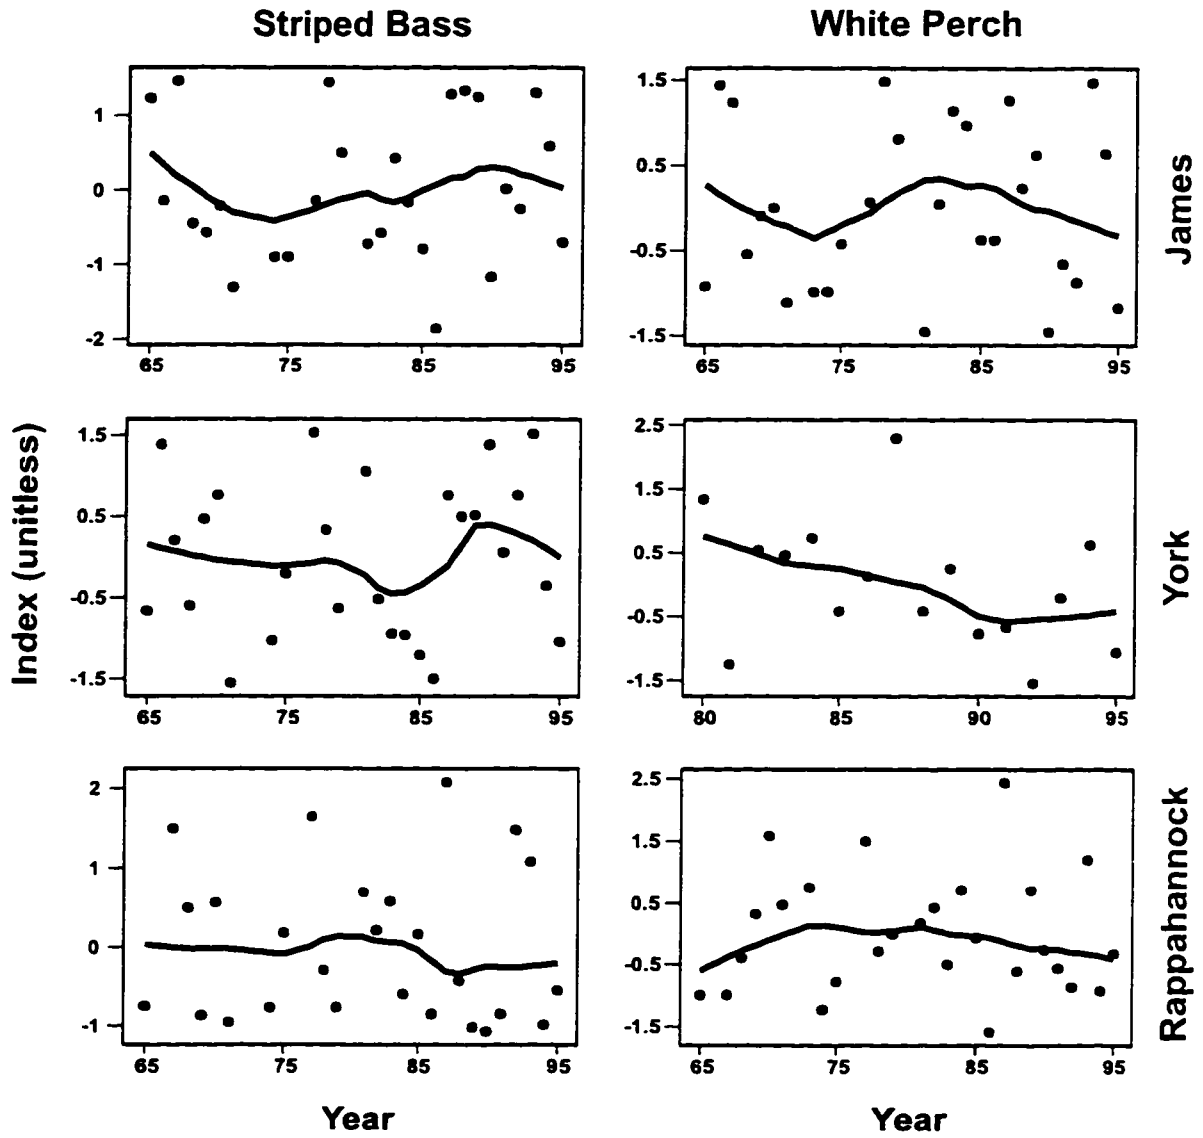 Striped Bass White Perch
1 0 -1 -2
65 75 85 95
1.5 0.5 -0.5 -1.5
65 75 85 95
James
Index (unitless)
1.5 0.5 -0.5 -1.5
65 75 85 95
2.5 1.5 0.5 -0.5 -1.5
80 85 90 95
York
2 1 0 -1
65 75 85 95
2.5 1.5 0.5 -0.5 -1.5
65 75 85 95
Rappahannock
Year Year